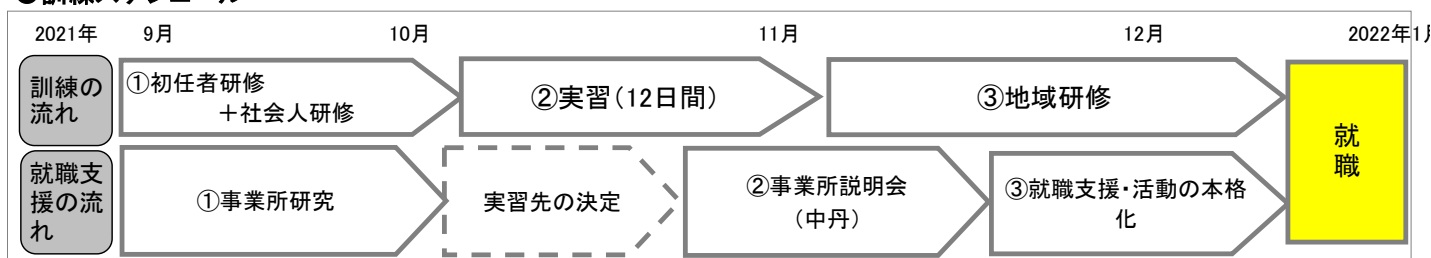 2021年 9月 10月 11月 12月 2022年1月
訓練の
流れ
①初任者研修
＋社会人研修
②実習（12日間）
③地域研修
就
職
就職支
援の流
れ
①事業所研究
実習先の決定
②事業所説明会
（中丹）
③就職支援・活動の本格
化